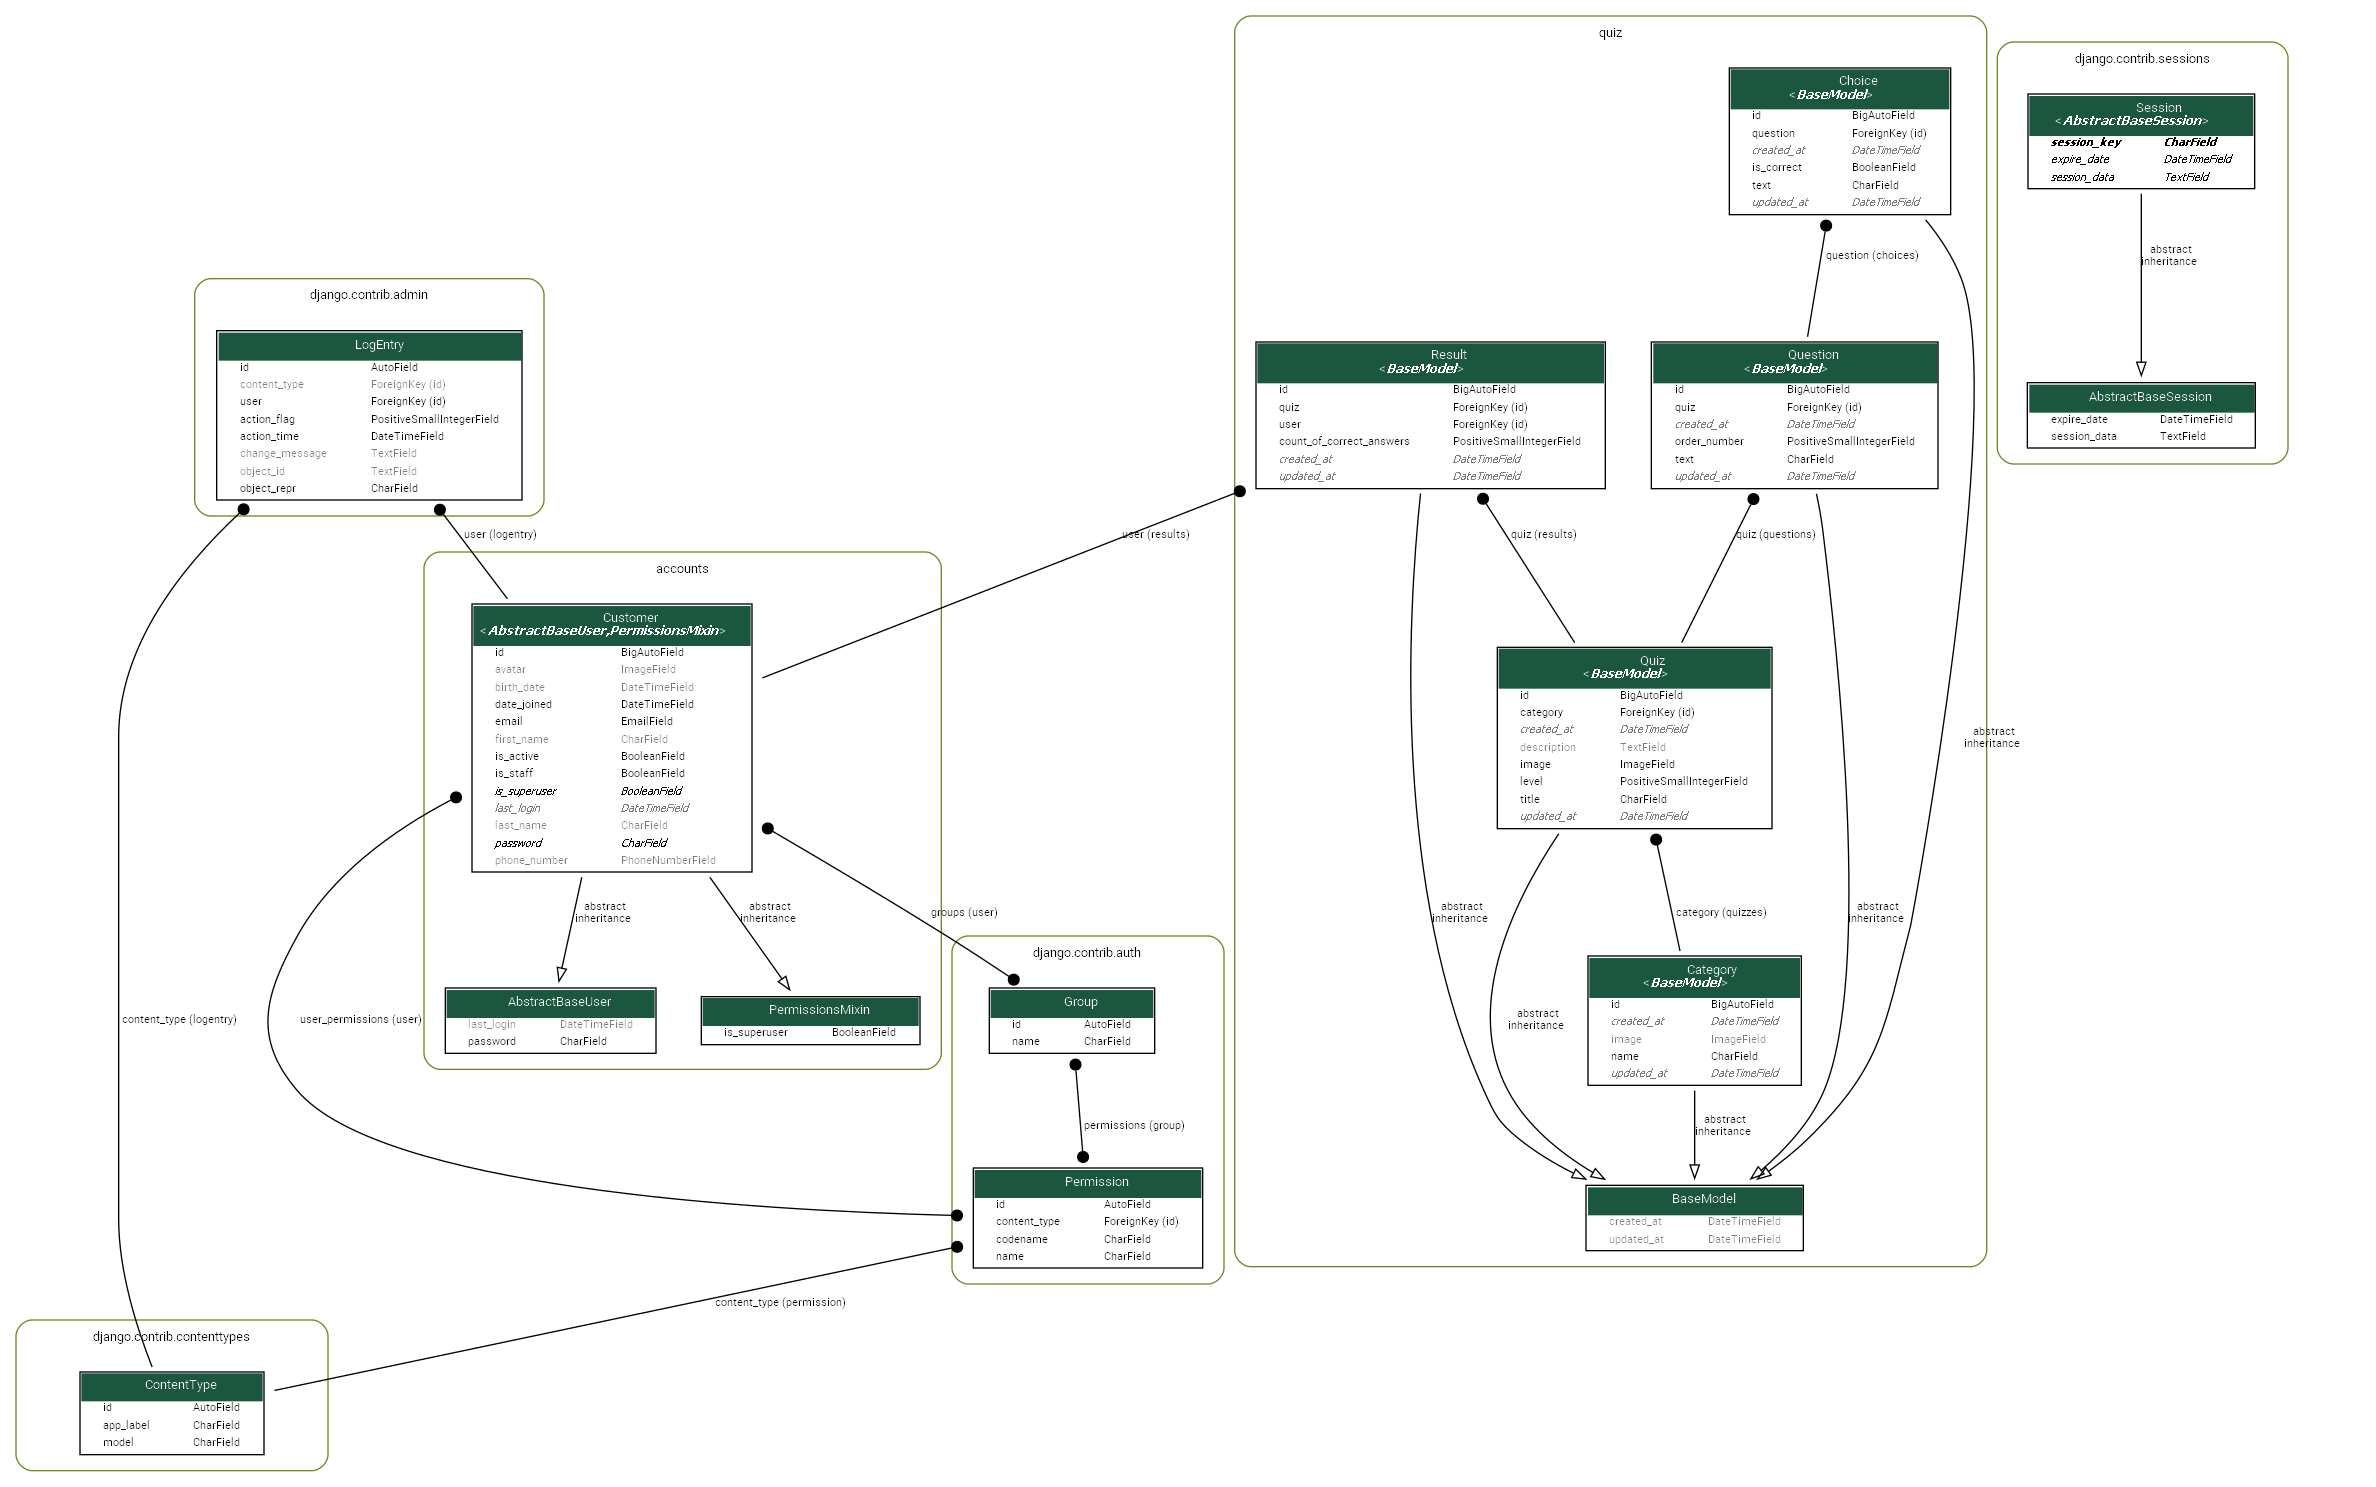 quiz
Choice
<BaseModel>
id BigAutoField
question ForeignKey (id)
created_at DateTimeField
is_correct BooleanField
text CharField
updated_at DateTimeField
django.contrib.sessions
Session
<AbstractBaseSession>
session_key CharField
expire_date DateTimeField
session_data TextField
abstract
inheritance
AbstractBaseSession
expire_date DateTimeField
session_data TextField
question (choices)
django.contrib.admin
LogEntry
id AutoField
content_type ForeignKey (id)
user ForeignKey (id)
action_flag PositiveSmallIntegerField
action_time DateTimeField
change_message TextField
object_id TextField
object_repr CharField
Result
<BaseModel>
id BigAutoField
quiz ForeignKey (id)
user ForeignKey (id)
count_of_correct_answers PositiveSmallIntegerField
created_at DateTimeField
updated_at DateTimeField
Question
<BaseModel>
id BigAutoField
quiz ForeignKey (id)
created_at DateTimeField
order_number PositiveSmallIntegerField
text CharField
updated_at DateTimeField
user (logentry)
user (results)
quiz (results)
quiz (questions)
accounts
Customer
<AbstractBaseUser,PermissionsMixin>
id BigAutoField
avatar ImageField
birth_date DateTimeField
date_joined DateTimeField
email EmailField
first_name CharField
is_active BooleanField
is_staff BooleanField
is_superuser BooleanField
last_login DateTimeField
last_name CharField
password CharField
phone_number PhoneNumberField
Quiz
<BaseModel>
id BigAutoField
category ForeignKey (id)
created_at DateTimeField
description TextField
image ImageField
level PositiveSmallIntegerField
title CharField
updated_at DateTimeField
abstract
inheritance
abstract
inheritance
abstract
inheritance
groups (user)
abstract
inheritance
category (quizzes)
abstract
inheritance
django.contrib.auth
AbstractBaseUser
last_login DateTimeField
password CharField
PermissionsMixin
is_superuser BooleanField
Group
id AutoField
name CharField
Category
<BaseModel>
id BigAutoField
created_at DateTimeField
image ImageField
name CharField
updated_at DateTimeField
content_type (logentry)
user_permissions (user)
abstract
inheritance
permissions (group)
abstract
inheritance
Permission
id AutoField
content_type ForeignKey (id)
codename CharField
name CharField
BaseModel
created_at DateTimeField
updated_at DateTimeField
content_type (permission)
django.contrib.contenttypes
ContentType
id AutoField
app_label CharField
model CharField